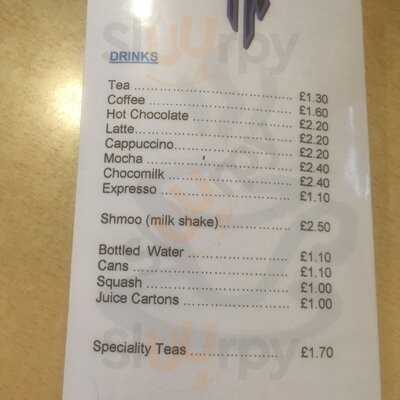 DRINKS
Tea ........................................ £1.30
Coffee .................................... £1.60
Hot Chocolate ........................ £2.20
Latte....................................... £2.20
Cappuccino............................ £2.20
Mocha .................................... £2.40
Chocomilk .............................. £2.40
Expresso ................................ £1.10
Shmoo (milk shake).................. £2.50
Bottled Water ......................... £1.10
Cans ...................................... £1.10
Squash ................................... £1.00
Juice Cartons .......................... £1.00
Speciality Teas ..................... £1.70
slurrpy